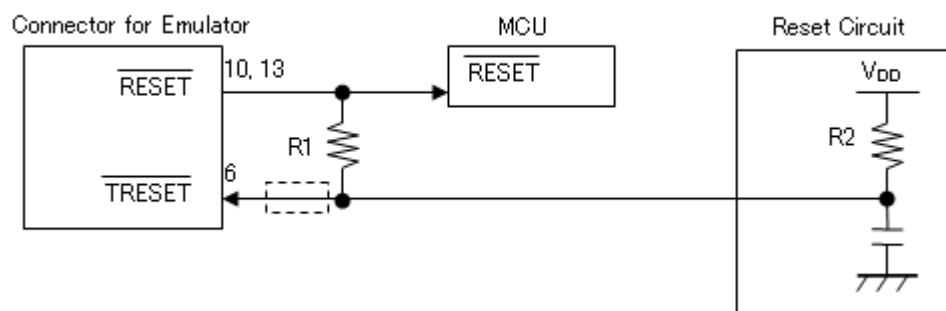 Connector for Emulator
MCU
Reset Circuit
RESET
10, 13
RESET
VDD
R1
R2
TRESET
6